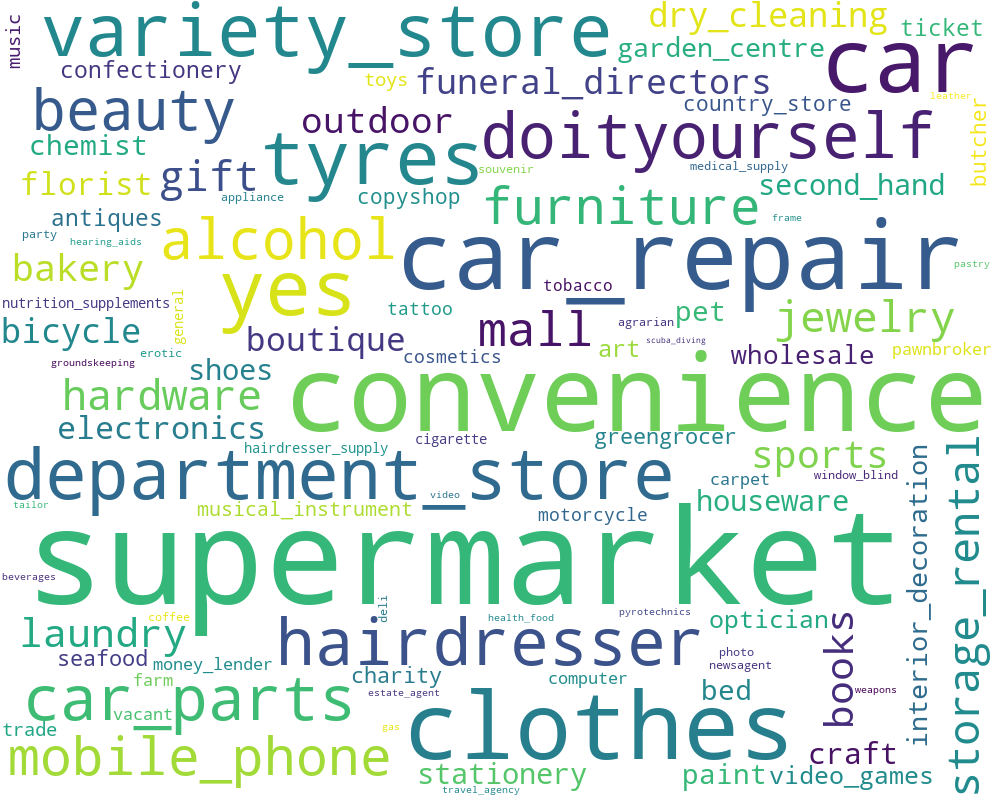 music
variety_store
dry_cleaning
ticket
garden_centre
car
confectionery
toys
funeral_directors
country_store
leather
beauty
outdoor
doityourself
butcher
chemist
tyres
souvenir
medical_supply
florist
gift
appliance
copyshop
furniture
second_hand
antiques
alcohol
frame
party
hearing_aids
car_repair
bakery
yes
tobacco
pastry
nutrition_supplements
general
tattoo
mall
agrarian
pet
jewelry
bicycle
boutique
scuba_diving
groundskeeping
erotic
shoes
cosmetics
art
wholesale
pawnbroker
hardware
convenience
electronics
hairdresser_supply
cigarette
greengrocer
sports
department_store
video
carpet
window_blind
interior_decoration
storage_rental
tailor
musical_instrument
motorcycle
houseware
supermarket
beverages
coffee
deli
health_food
pyrotechnics
optician
books
laundry
hairdresser
seafood
money_lender
photo
newsagent
farm
charity
computer
bed
weapons
car_parts
estate_agent
vacant
trade
gas
clothes
craft
mobile_phone
stationery
paint
video_games
travel_agency